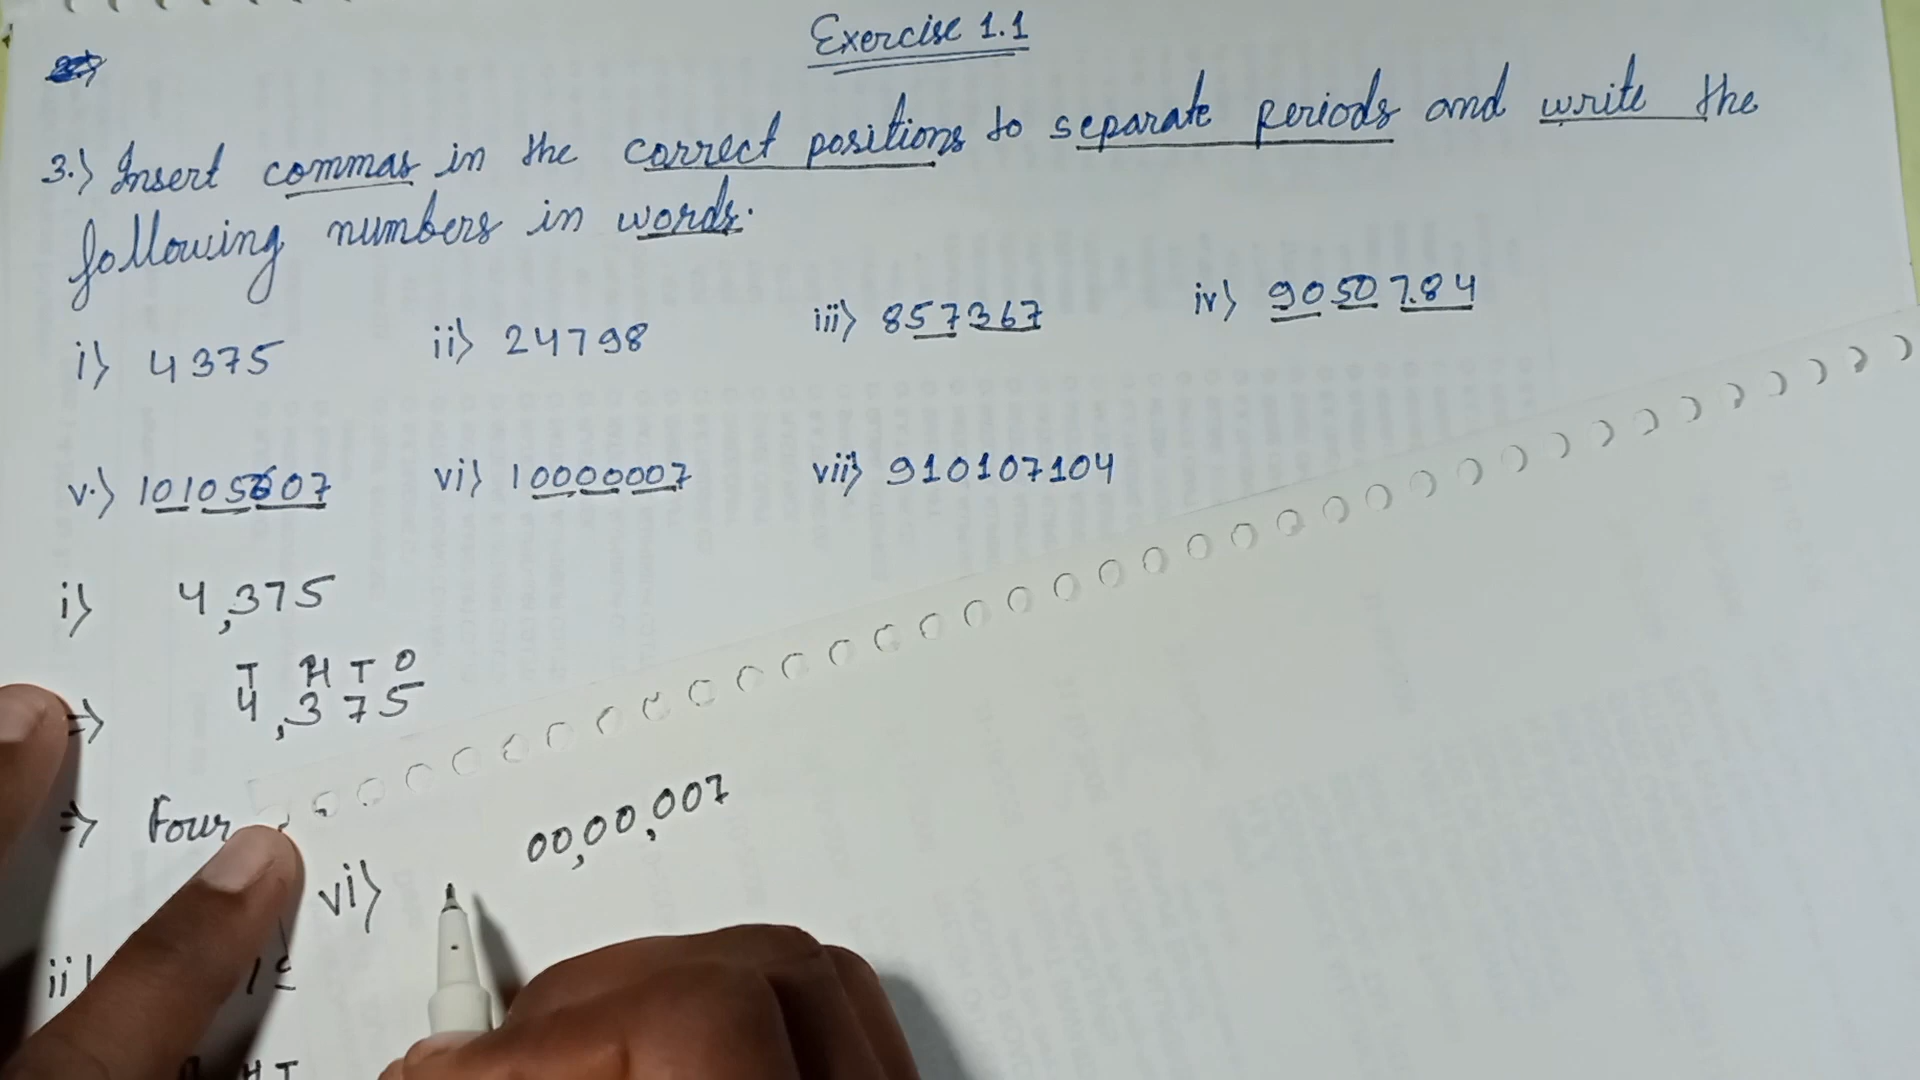 Exercise 1.1
3.) Insert commas in the correct positions to separate periods and write the
following numbers in words.
i) 4375 ii) 24798 iii) 857367 iv) 9050784
v.) 10105607 vi) 10000007 vii) 910107104
i) 4,375
T H T O
⇒ 4,375
⇒ Four
vi) 00,00,007
ii
H T